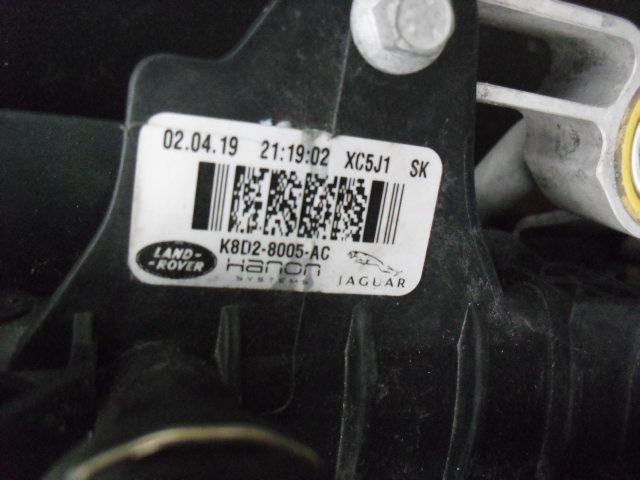 02.04.19 21:19:02 XC5J1 SK
K8D2-8005-AC
LAND-
-ROVER
Hanon
SYSTEMS
JAGUAR